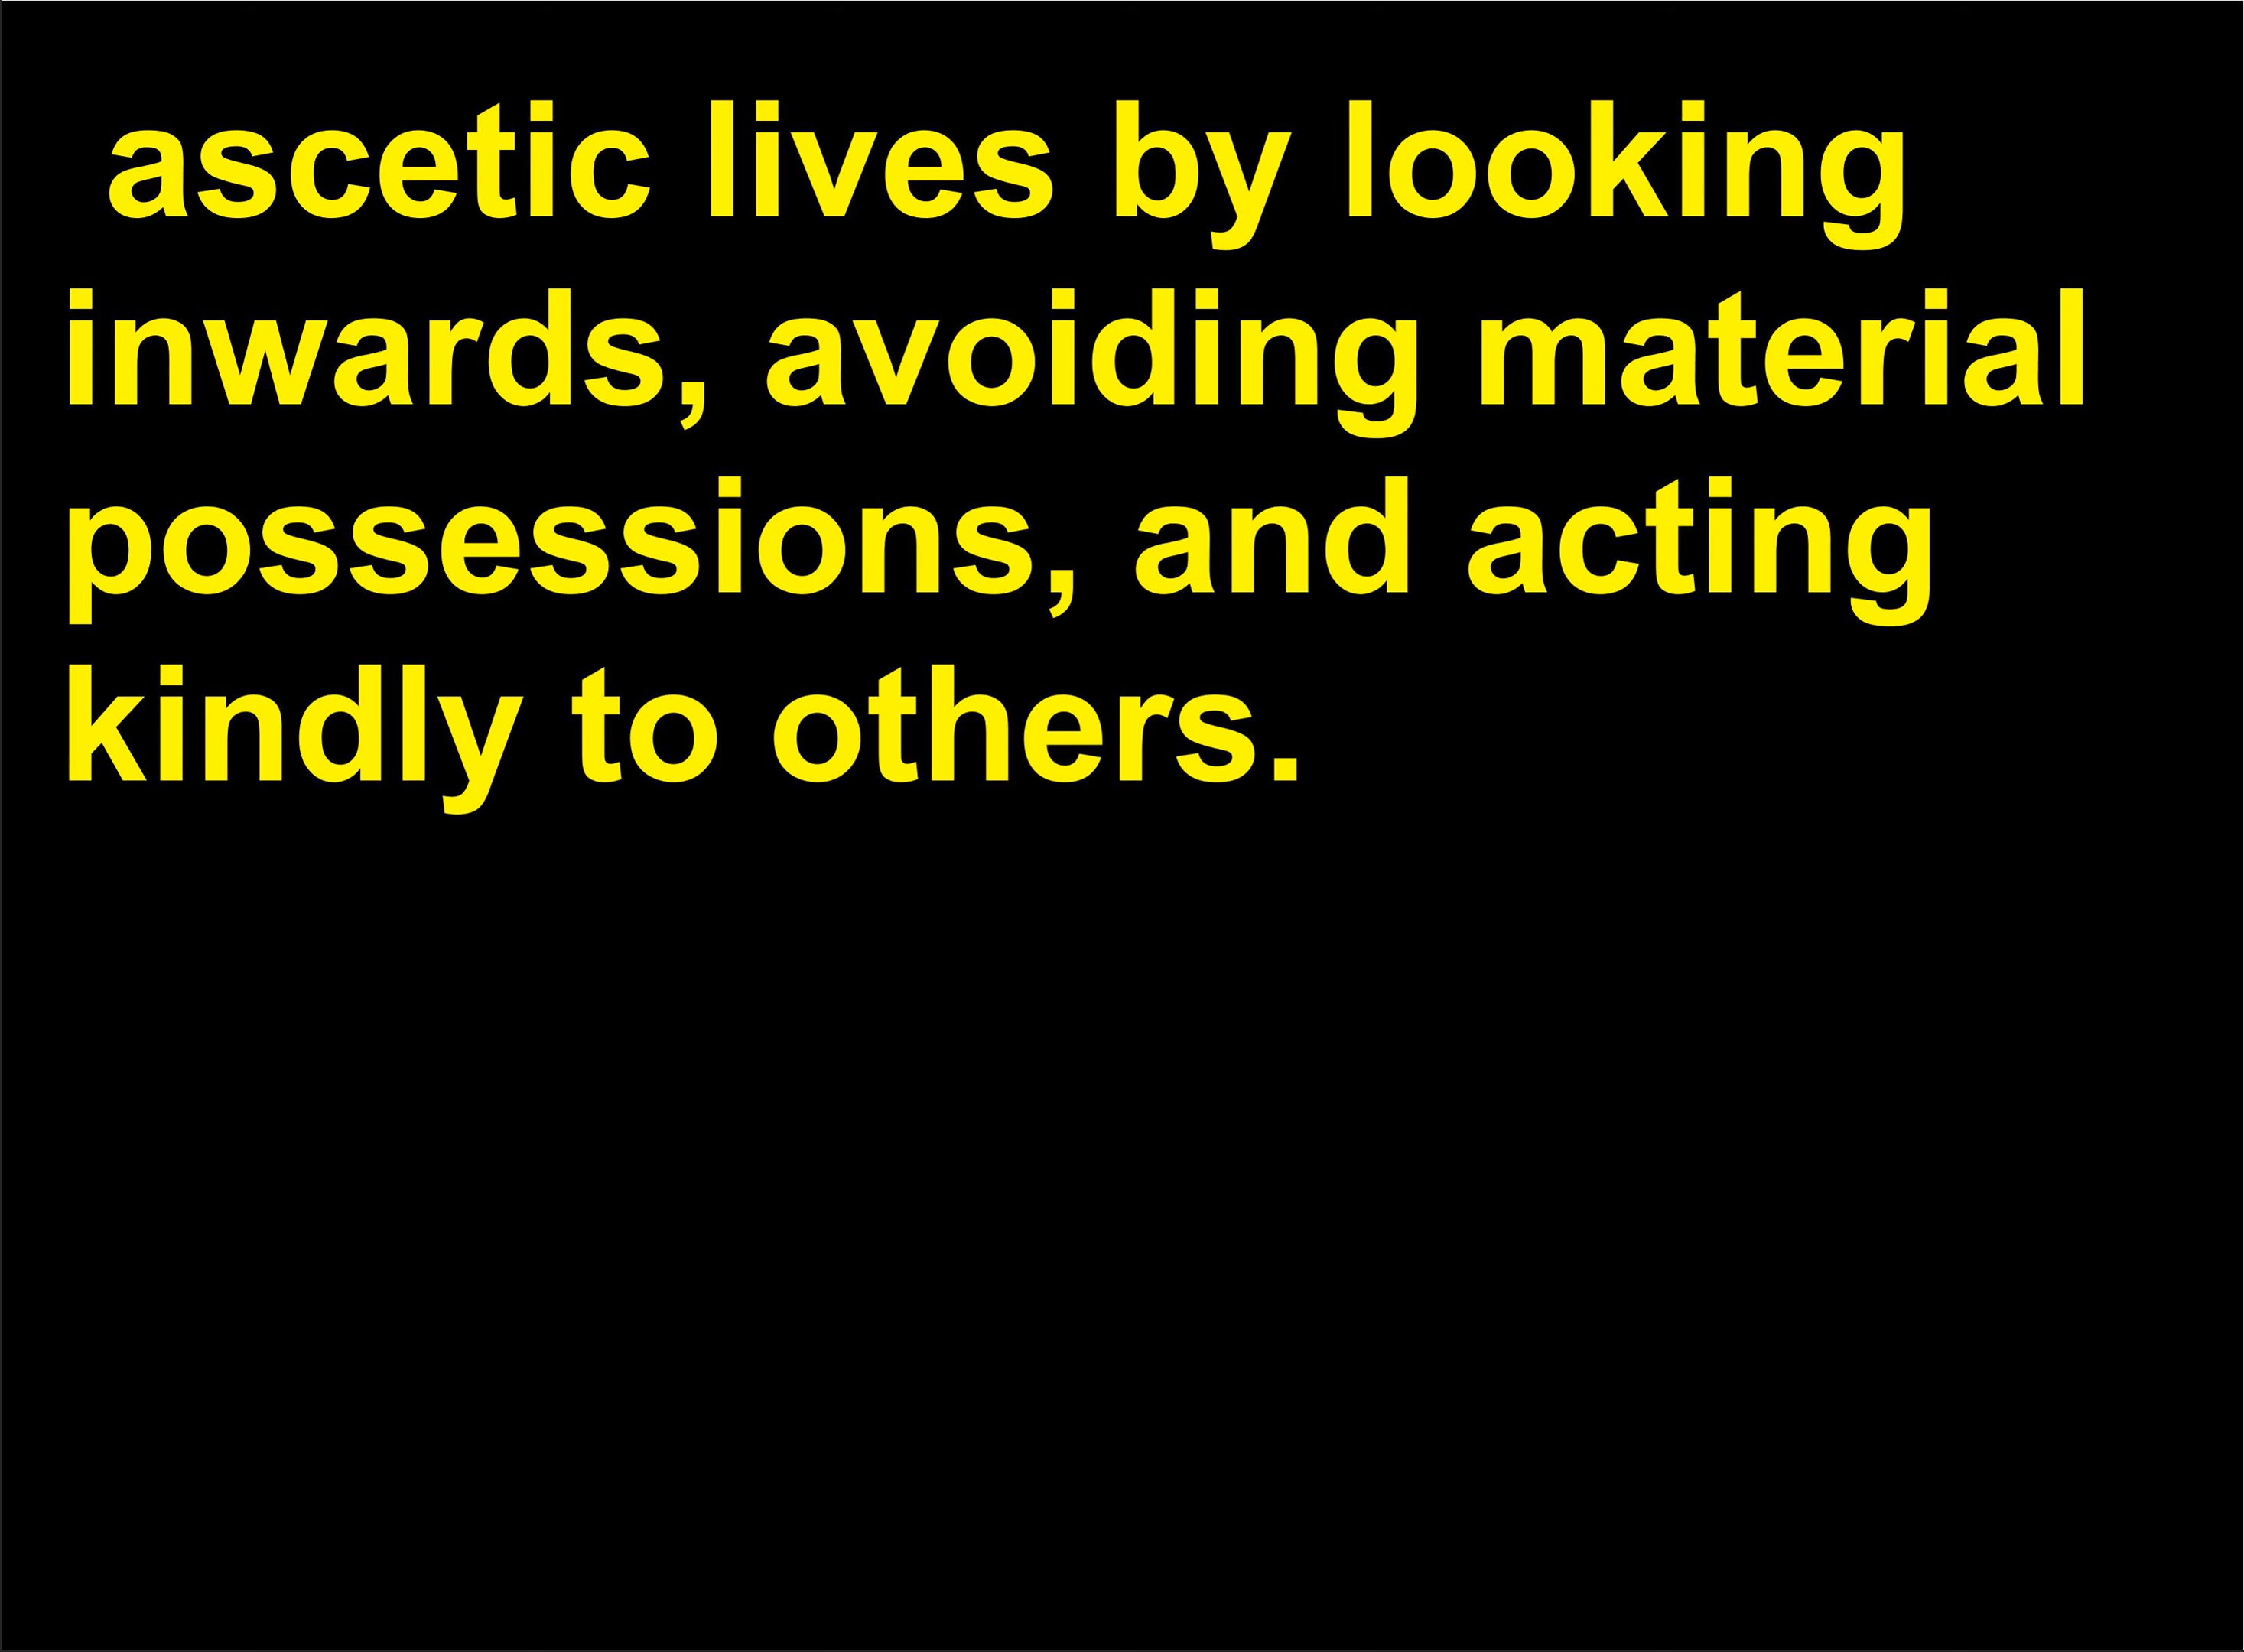 ascetic lives by looking
inwards, avoiding material
possessions, and acting
kindly to others.